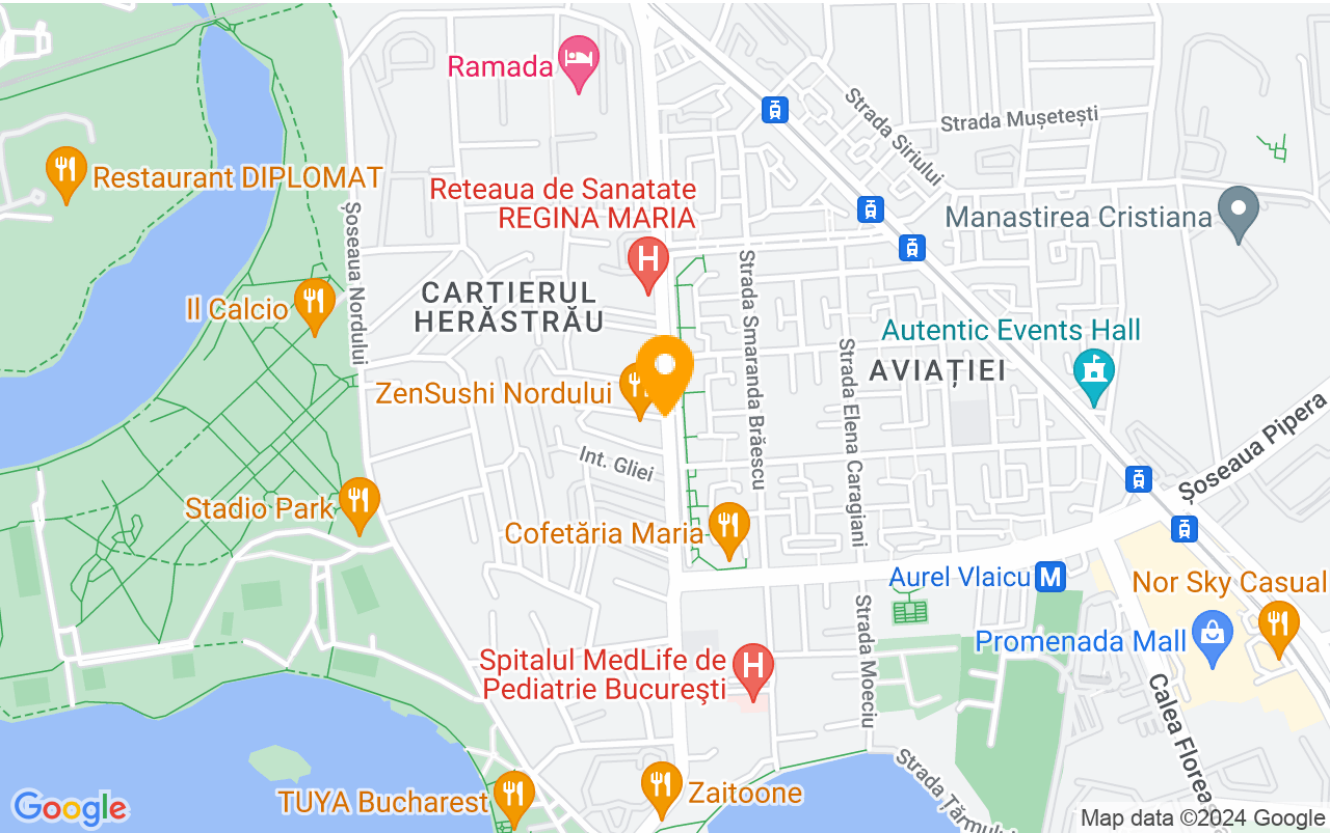 Ramada
Strada Siriului
Strada Mușetești
Restaurant DIPLOMAT
Reteaua de Sanatate
REGINA MARIA
Manastirea Cristiana
Șoseaua Nordului
CARTIERUL
HERĂSTRĂU
Il Calcio
Strada Smaranda Brăescu
Strada Elena Caragiani
Autentic Events Hall
AVIAȚIEI
ZenSushi Nordului
Int. Gliei
Șoseaua Pipera
Stadio Park
Cofetăria Maria
Aurel Vlaicu
M
Nor Sky Casual
Promenada Mall
Strada Moeciu
Spitalul MedLife de
Pediatrie Bucureşti
Calea Floreas
Strada Țărmulu
TUYA Bucharest
Zaitoone
Google
Map data ©2024 Google